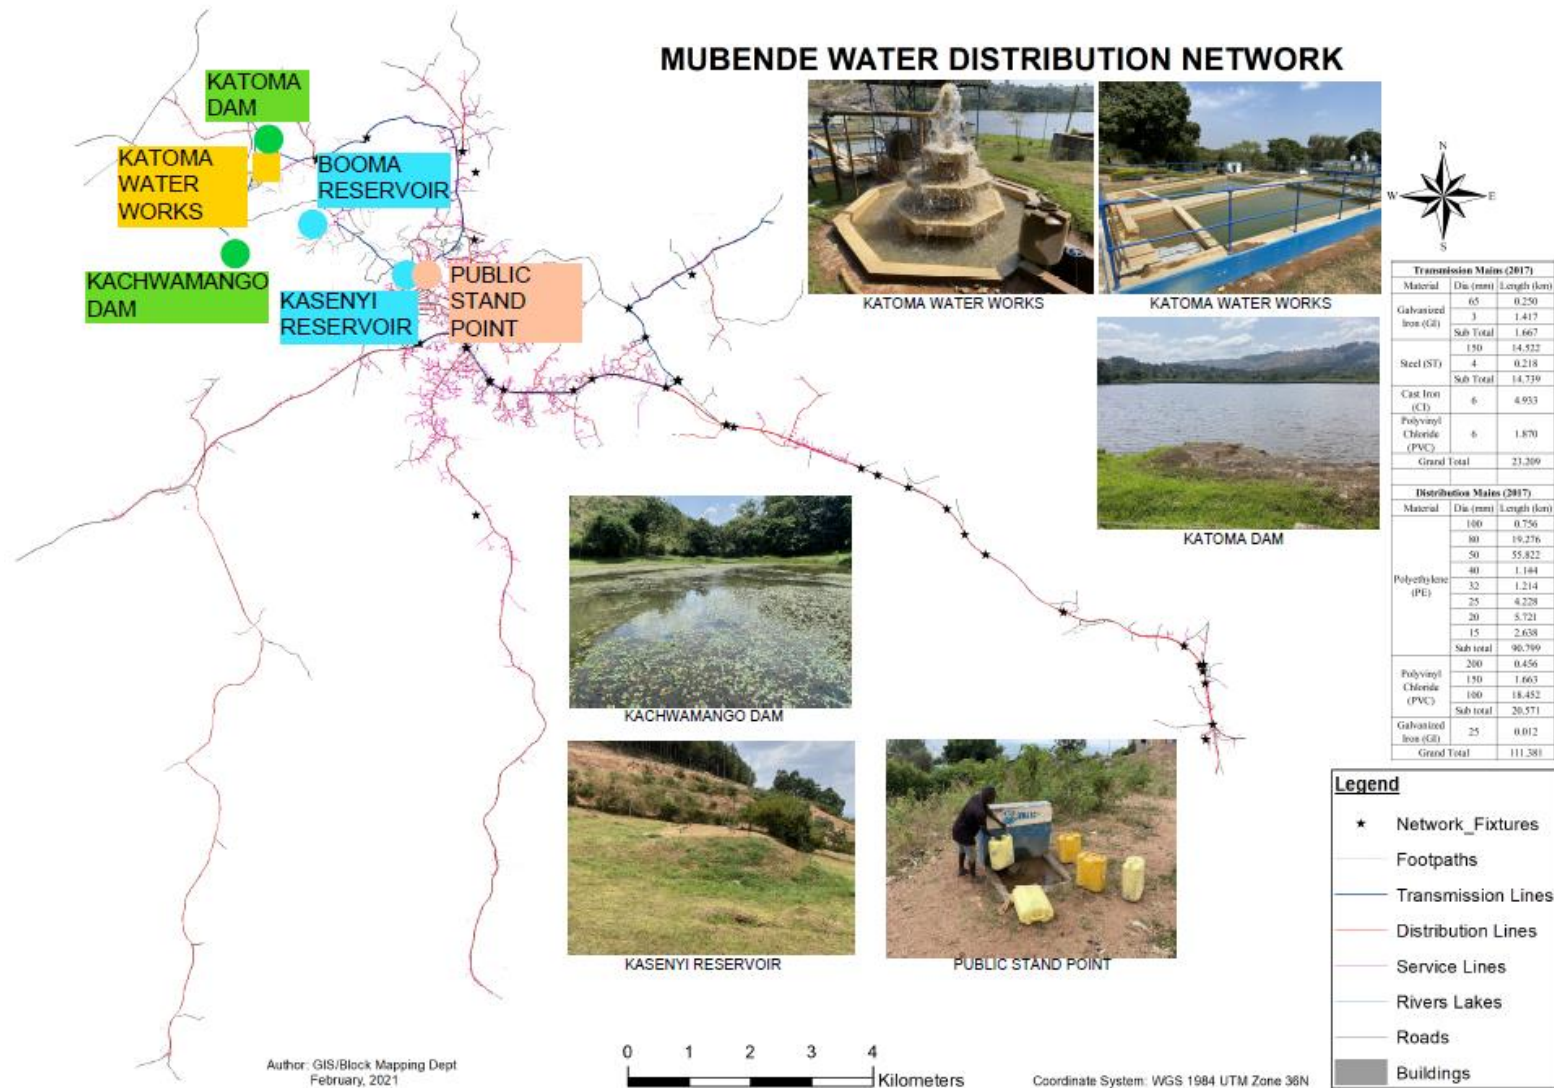 MUBENDE WATER DISTRIBUTION NETWORK
KATOMA
DAM
KATOMA
WATER
WORKS
BOOMA
RESERVOIR
KACHWAMANGO
DAM
KASENYI
RESERVOIR
PUBLIC
STAND
POINT
KATOMA WATER WORKS
KATOMA WATER WORKS
N
W E
S
KATOMA DAM
KACHWAMANGO DAM
KASENYI RESERVOIR
PUBLIC STAND POINT
Transmission Mains (2017)
Material Dia (mm) Length (km)
Galvanized Iron (GI) 65 0.250
3 1.417
Sub Total 1.667
Steel (ST) 150 14.522
4 0.218
Sub Total 14.739
Cast Iron (CI) 6 4.933
Polyvinyl Chloride (PVC) 6 1.870
Grand Total 23.209
Distribution Mains (2017)
Material Dia (mm) Length (km)
Polyethylene (PE) 100 0.756
80 19.276
50 55.822
40 1.144
32 1.214
25 4.228
20 5.721
15 2.638
Sub total 90.799
Polyvinyl Chloride (PVC) 200 0.456
150 1.663
100 18.452
Sub total 20.571
Galvanized Iron (GI) 25 0.012
Grand Total 111.381
Legend
Network_Fixtures
Footpaths
Transmission Lines
Distribution Lines
Service Lines
Rivers Lakes
Roads
Buildings
Author: GIS/Block Mapping Dept
February, 2021
0 1 2 3 4
Kilometers
Coordinate System: WGS 1984 UTM Zone 36N